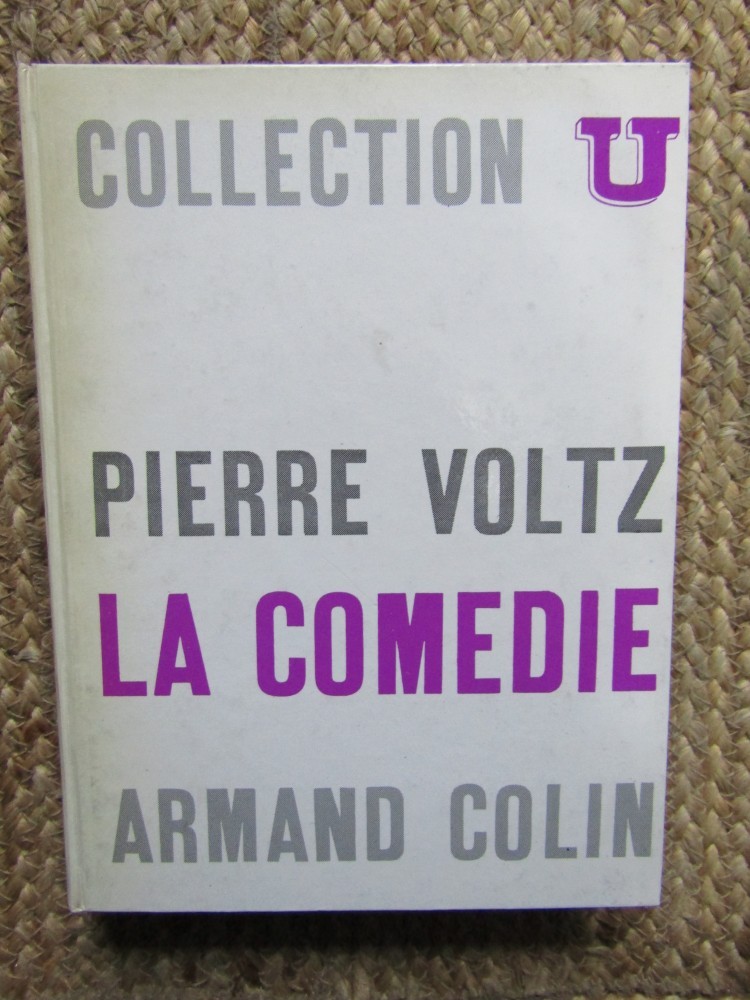 COLLECTION U
PIERRE VOLTZ
LA COMEDIE
ARMAND COLIN